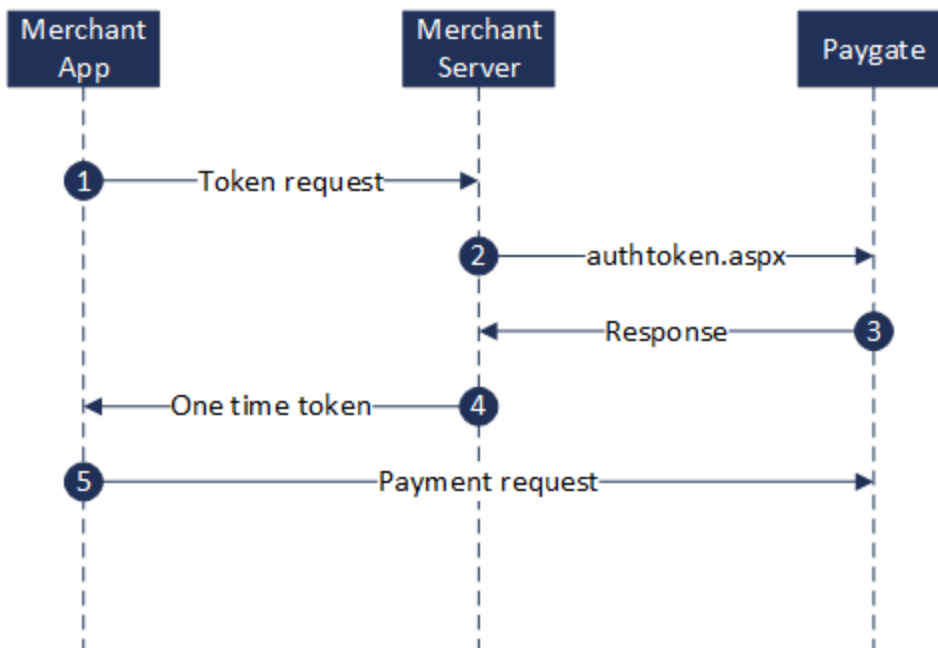 Merchant
App
Merchant
Server
Paygate
1 Token request
2 authtoken.aspx
Response 3
One time token 4
5 Payment request